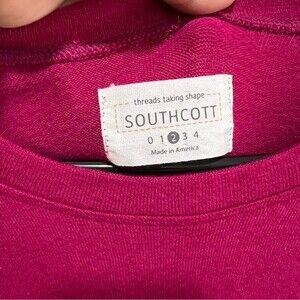 threads taking shape
SOUTHCOTT
0 1 2 3 4
Made in America